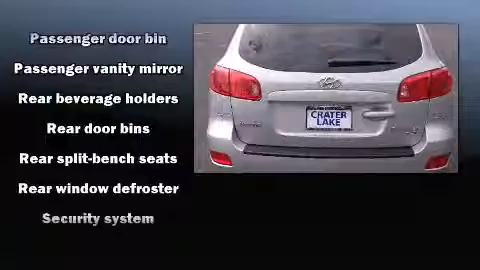 Passenger door bin
Passenger vanity mirror
Rear beverage holders
Rear door bins
Rear split-bench seats
Rear window defroster
Security system
CRATER
LAKE